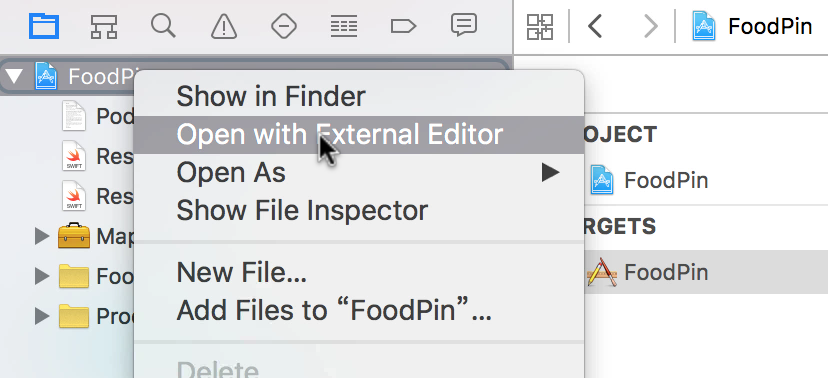 FoodPin
FoodPi
Show in Finder
Pod
Open with External Editor
OJECT
Res
SWIFT
Open As
FoodPin
Res
SWIFT
Show File Inspector
RGETS
Map
New File...
FoodPin
Foo
Add Files to “FoodPin”...
Proc
Delete